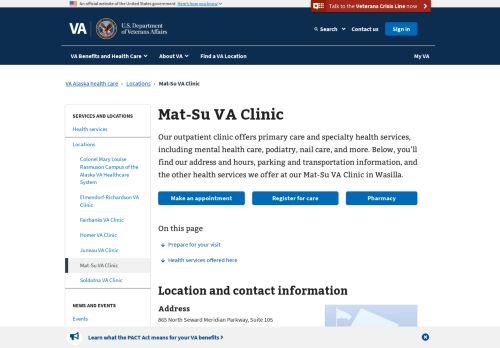 An official website of the United States government. Here's how you know
Talk to the Veterans Crisis Line now
VA
U.S. Department
of Veterans Affairs
Search
Contact us
Sign in
VA Benefits and Health Care
About VA
Find a VA Location
My VA
VA Alaska health care
Locations
Mat-Su VA Clinic
SERVICES AND LOCATIONS
Health services
Locations
Colonel Mary Louise
Rasmuson Campus of the
Alaska VA Healthcare
System
Elmendorf-Richardson VA
Clinic
Fairbanks VA Clinic
Homer VA Clinic
Juneau VA Clinic
Mat-Su VA Clinic
Soldotna VA Clinic
NEWS AND EVENTS
Events
Mat-Su VA Clinic
Our outpatient clinic offers primary care and specialty health services,
including mental health care, podiatry, nail care, and more. Below, you'll
find our address and hours, parking and transportation information, and
the other health services we offer at our Mat-Su VA Clinic in Wasilla.
Make an appointment
Register for care
Pharmacy
On this page
Prepare for your visit
Health services offered here
Location and contact information
Address
865 North Seward Meridian Parkway, Suite 105
Learn what the PACT Act means for your VA benefits